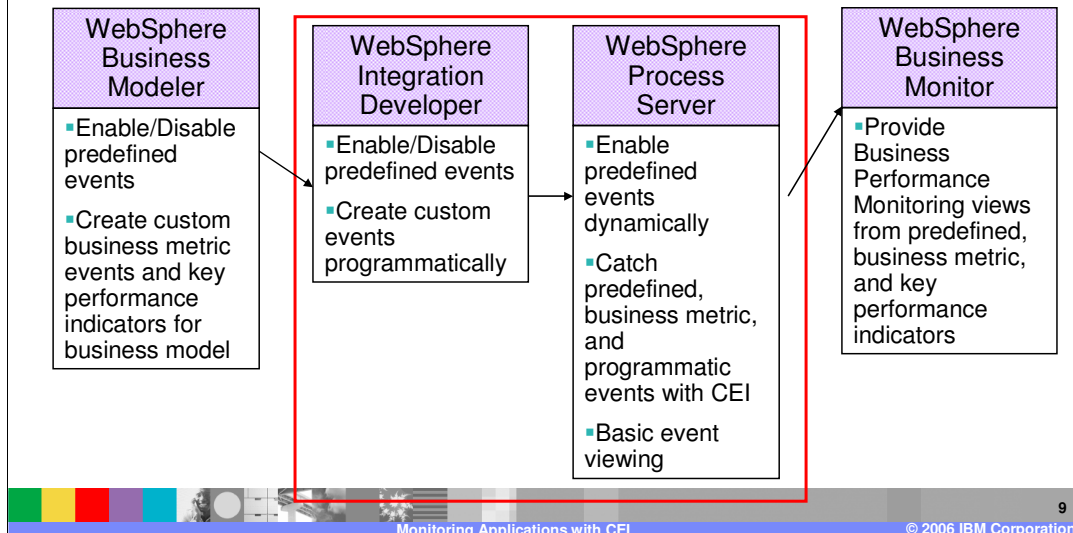 WebSphere
Business
Modeler
▪Enable/Disable
predefined
events
▪Create custom
business metric
events and key
performance
indicators for
business model
WebSphere
Integration
Developer
▪Enable/Disable
predefined events
▪Create custom
events
programmatically
WebSphere
Process
Server
▪Enable
predefined
events
dynamically
▪Catch
predefined,
business metric,
and
programmatic
events with CEI
▪Basic event
viewing
WebSphere
Business
Monitor
▪Provide
Business
Performance
Monitoring views
from predefined,
business metric,
and key
performance
indicators
9
Monitoring Applications with CEI
© 2006 IBM Corporation